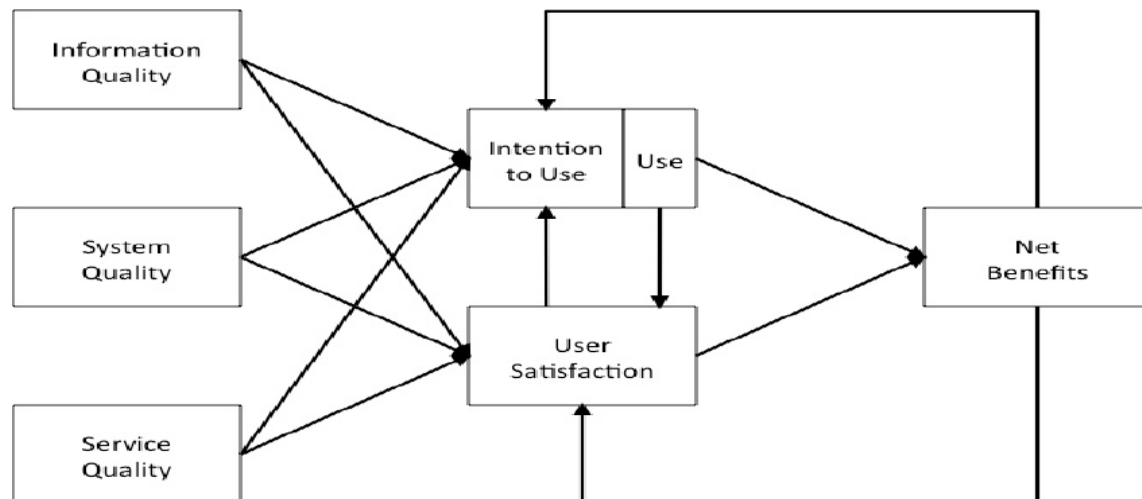 Information
Quality
Intention
to Use
Use
System
Quality
Net
Benefits
User
Satisfaction
Service
Quality